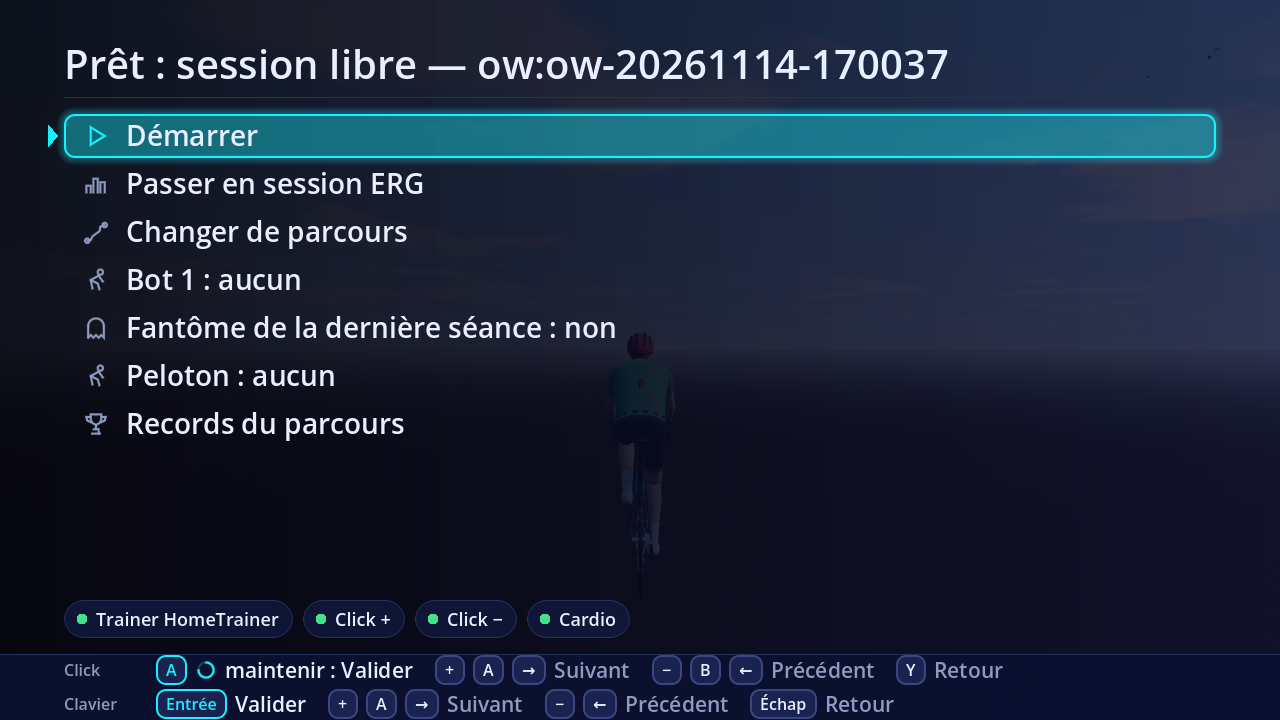 Prêt : session libre — ow:ow-20261114-170037
Démarrer
Passer en session ERG
Changer de parcours
Bot 1 : aucun
Fantôme de la dernière séance : non
Peloton : aucun
Records du parcours
Trainer HomeTrainer Click + Click − Cardio
Click A maintenir : Valider + A → Suivant − B ← Précédent Y Retour
Clavier Entrée Valider + A → Suivant − ← Précédent Échap Retour